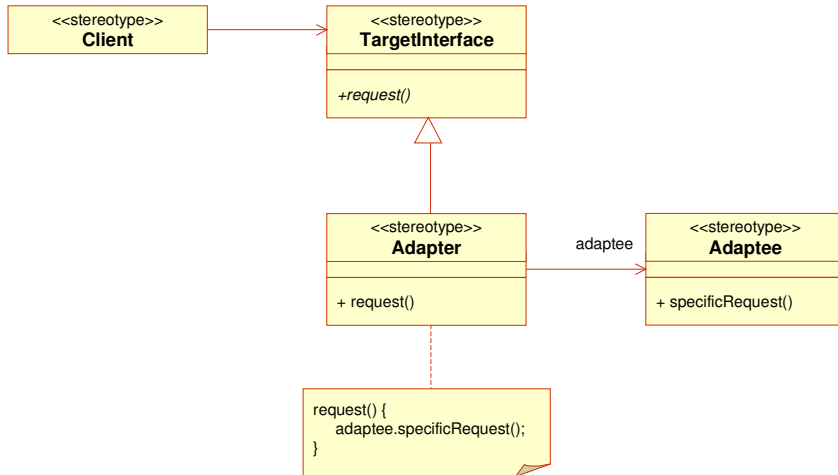 <<stereotype>>
Client
<<stereotype>>
TargetInterface
+request()
<<stereotype>>
Adapter
+ request()
adaptee
<<stereotype>>
Adaptee
+ specificRequest()
request() {
adaptee.specificRequest();
}